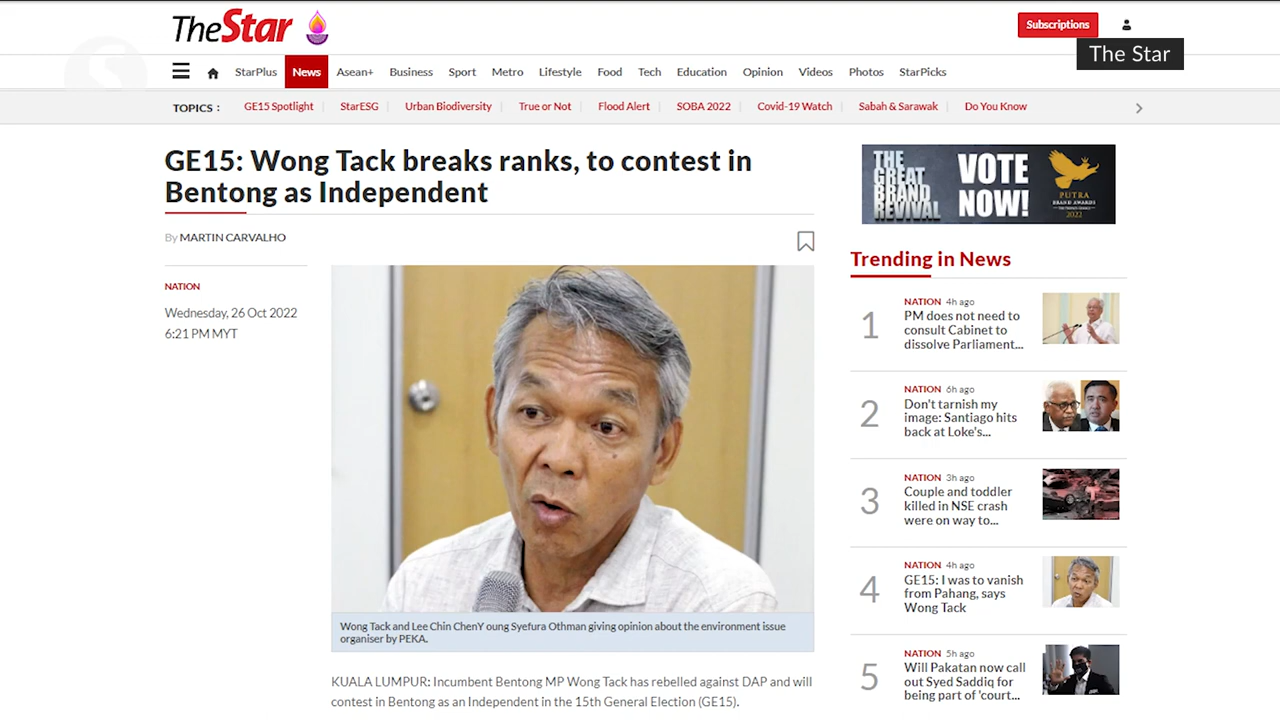 TheStar
Subscriptions
The Star
StarPlus
News
Asean+
Business
Sport
Metro
Lifestyle
Food
Tech
Education
Opinion
Videos
Photos
StarPicks
TOPICS :
GE15 Spotlight
StarESG
Urban Biodiversity
True or Not
Flood Alert
SOBA 2022
Covid-19 Watch
Sabah & Sarawak
Do You Know
GE15: Wong Tack breaks ranks, to contest in
Bentong as Independent
By MARTIN CARVALHO
NATION
Wednesday, 26 Oct 2022
6:21 PM MYT
Wong Tack and Lee Chin ChenY oung Syefura Othman giving opinion about the environment issue
organiser by PEKA.
KUALA LUMPUR: Incumbent Bentong MP Wong Tack has rebelled against DAP and will
contest in Bentong as an Independent in the 15th General Election (GE15).
THE
GREAT
BRAND
REVIVAL
VOTE
NOW!
PUTRA
BRAND AWARDS
2022
Trending in News
1
NATION 4h ago
PM does not need to
consult Cabinet to
dissolve Parliament...
2
NATION 6h ago
Don't tarnish my
image: Santiago hits
back at Loke's...
3
NATION 3h ago
Couple and toddler
killed in NSE crash
were on way to...
4
NATION 4h ago
GE15: I was to vanish
from Pahang, says
Wong Tack
5
NATION 5h ago
Will Pakatan now call
out Syed Saddiq for
being part of 'court...